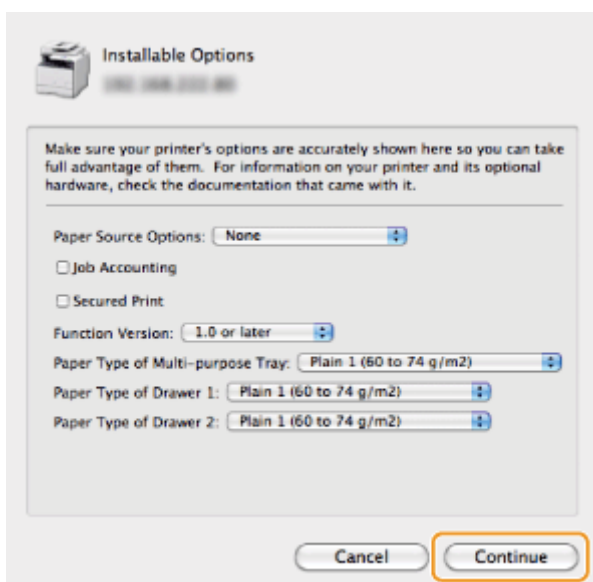 Installable Options
Make sure your printer's options are accurately shown here so you can take
full advantage of them. For information on your printer and its optional
hardware, check the documentation that came with it.
Paper Source Options: None
Job Accounting
Secured Print
Function Version: 1.0 or later
Paper Type of Multi-purpose Tray: Plain 1 (60 to 74 g/m2)
Paper Type of Drawer 1: Plain 1 (60 to 74 g/m2)
Paper Type of Drawer 2: Plain 1 (60 to 74 g/m2)
Cancel Continue